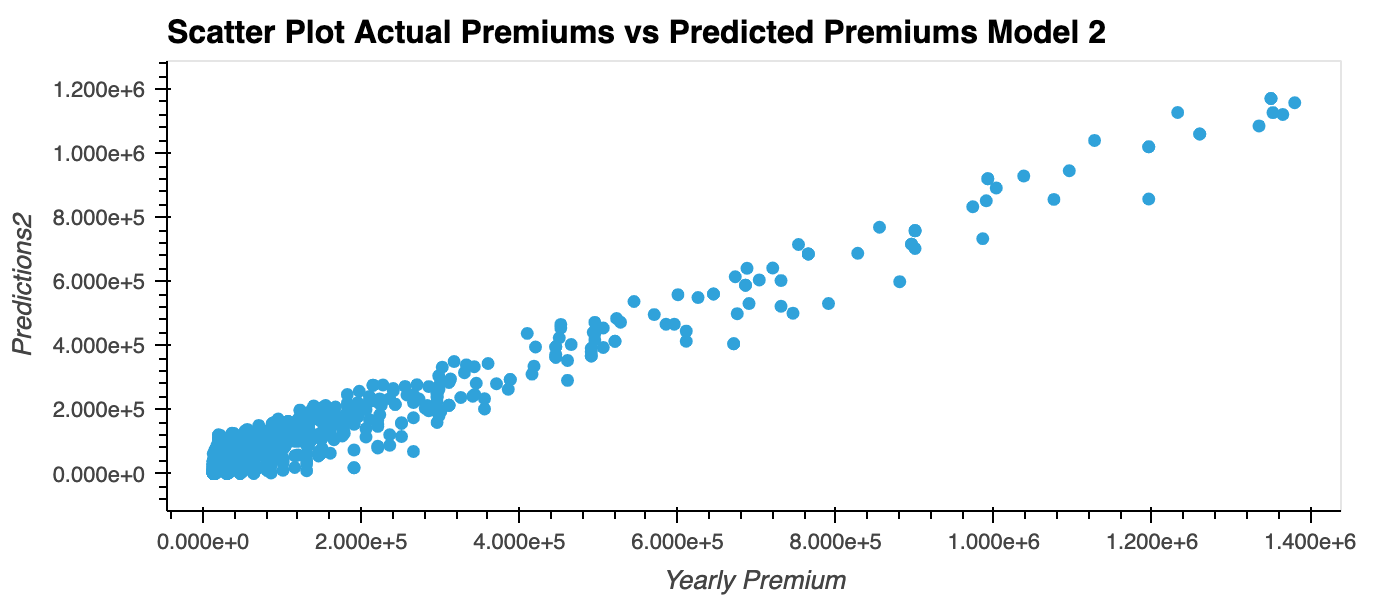 Scatter Plot Actual Premiums vs Predicted Premiums Model 2
1.200e+6
1.000e+6
8.000e+5
6.000e+5
4.000e+5
2.000e+5
0.000e+0
Predictions2
0.000e+0 2.000e+5 4.000e+5 6.000e+5 8.000e+5 1.000e+6 1.200e+6 1.400e+6
Yearly Premium